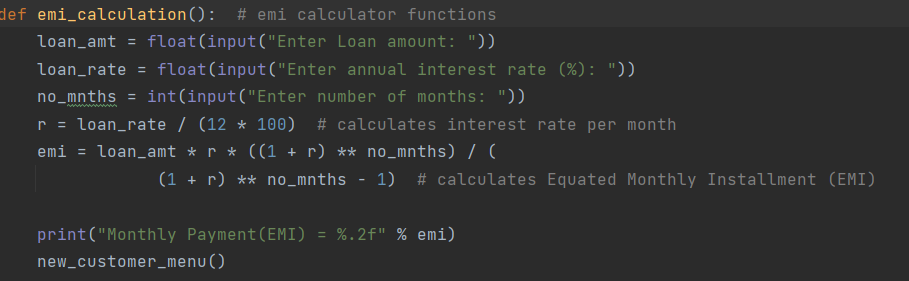 def emi_calculation():  # emi calculator functions
    loan_amt = float(input("Enter Loan amount: "))
    loan_rate = float(input("Enter annual interest rate (%): "))
    no_mnths = int(input("Enter number of months: "))
    r = loan_rate / (12 * 100)  # calculates interest rate per month
    emi = loan_amt * r * ((1 + r) ** no_mnths) / (
                (1 + r) ** no_mnths - 1)  # calculates Equated Monthly Installment (EMI)
    print("Monthly Payment(EMI) = %.2f" % emi)
    new_customer_menu()